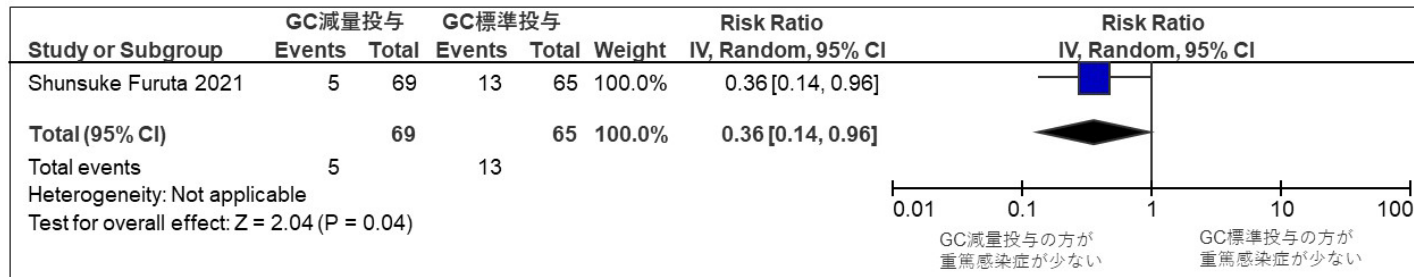 GC減量投与 GC標準投与 Risk Ratio Risk Ratio
Study or Subgroup Events Total Events Total Weight IV, Random, 95% CI IV, Random, 95% CI
Shunsuke Furuta 2021 5 69 13 65 100.0% 0.36 [0.14, 0.96]
Total (95% CI) 69 65 100.0% 0.36 [0.14, 0.96]
Total events 5 13
Heterogeneity: Not applicable
Test for overall effect: Z = 2.04 (P = 0.04)
0.01 0.1 1 10 100
GC減量投与の方が GC標準投与の方が
重篤感染症が少ない 重篤感染症が少ない